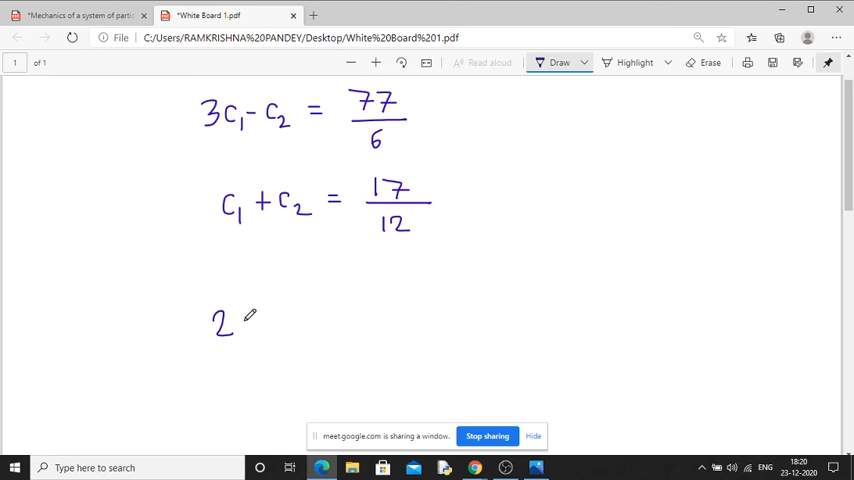 *Mechanics of a system of partic
*White Board 1.pdf
File
C:/Users/RAMKRISHNA%20PANDEY/Desktop/White%20Board%201.pdf
1 of 1
Read aloud
Draw
Highlight
Erase
3c₁ - c₂ = 77/6
c₁ + c₂ = 17/12
2
meet.google.com is sharing a window.
Stop sharing
Hide
Type here to search
ENG
18:20
23-12-2020